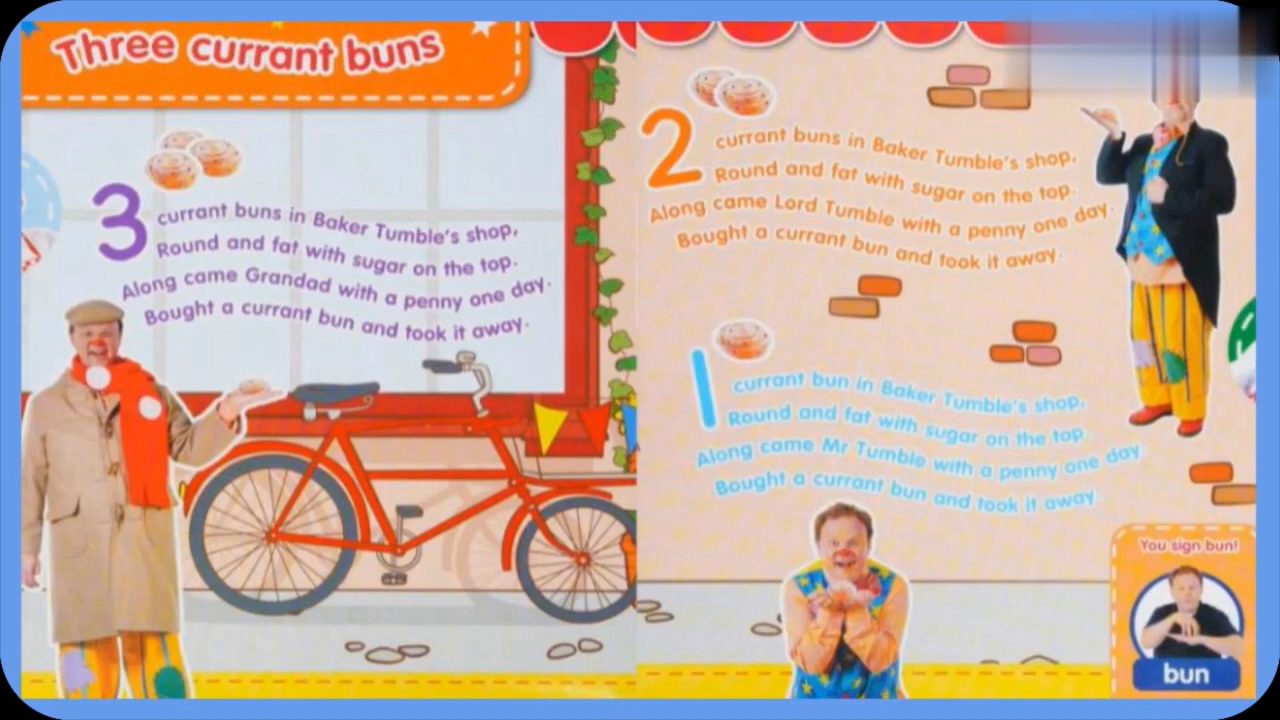 Three currant buns
3 currant buns in Baker Tumble's shop,
Round and fat with sugar on the top.
Along came Grandad with a penny one day.
Bought a currant bun and took it away.
2 currant buns in Baker Tumble's shop,
Round and fat with sugar on the top.
Along came Lord Tumble with a penny one day.
Bought a currant bun and took it away.
1 currant bun in Baker Tumble's shop,
Round and fat with sugar on the top.
Along came Mr Tumble with a penny one day
Bought a currant bun and took it away
You sign bun!
bun